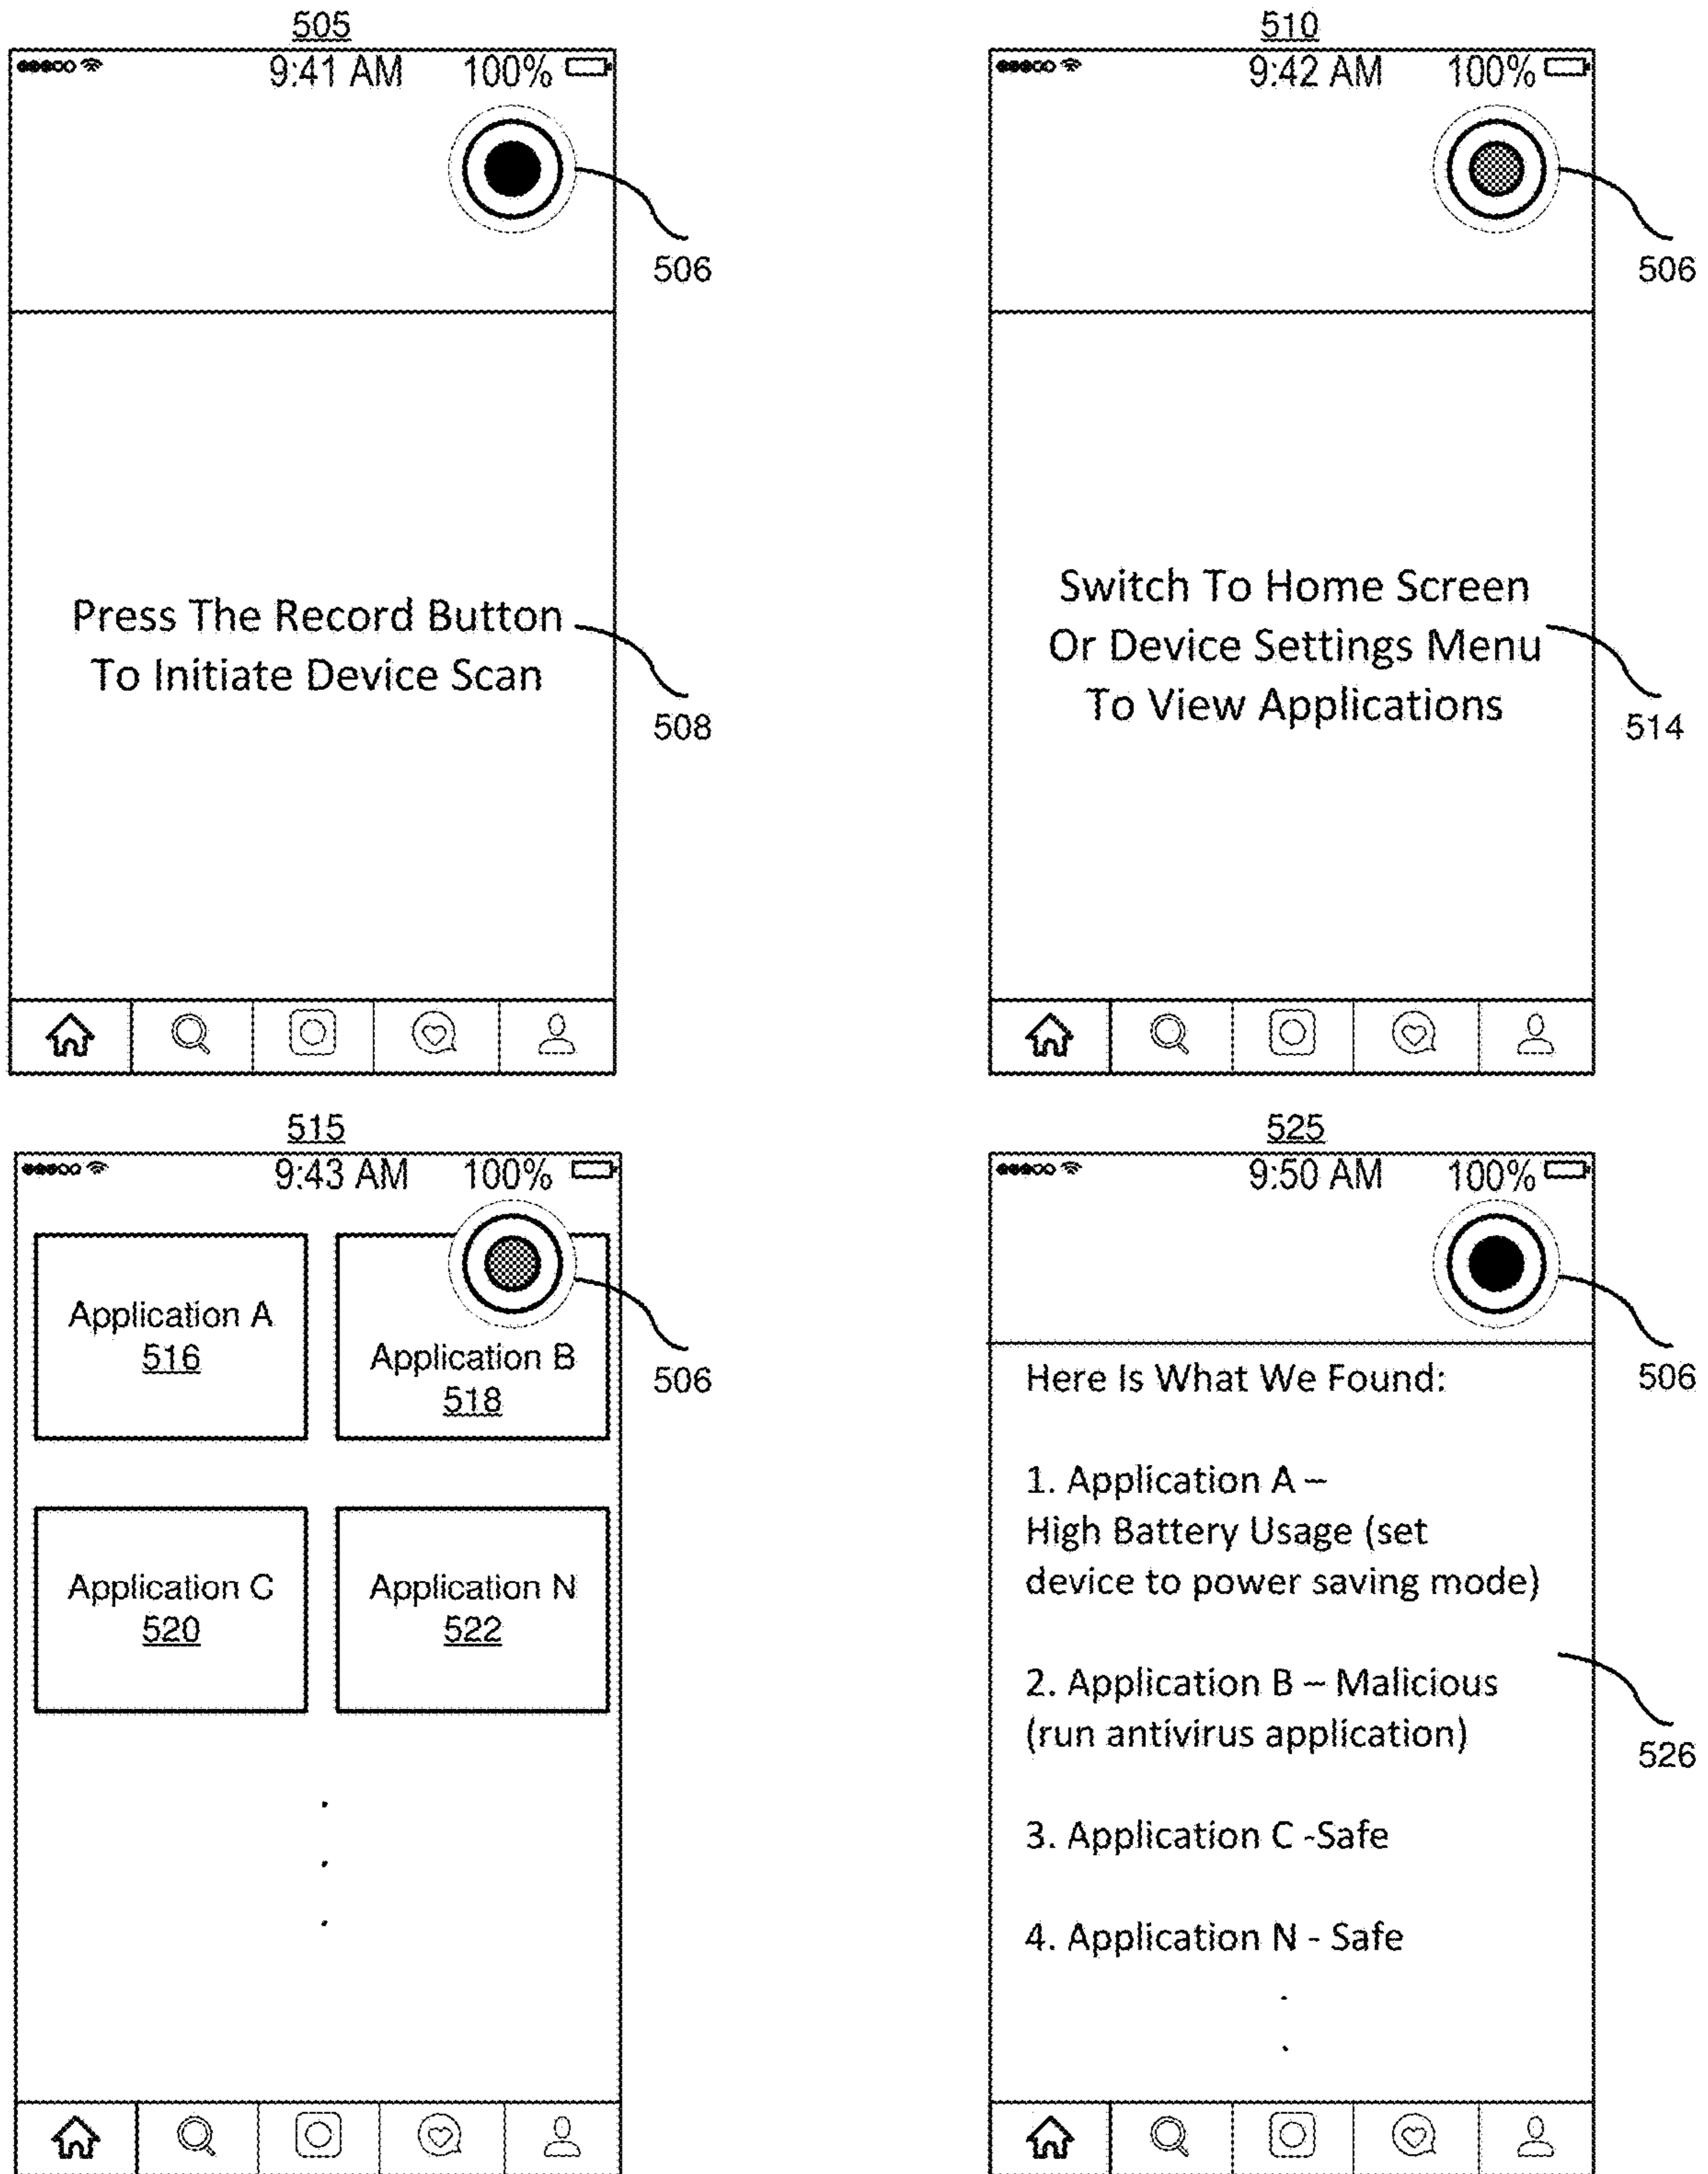 505
9:41 AM 100%
506
Press The Record Button
To Initiate Device Scan
508
510
9:42 AM 100%
506
Switch To Home Screen
Or Device Settings Menu
To View Applications
514
515
9:43 AM 100%
506
Application A
516
Application B
518
Application C
520
Application N
522
525
9:50 AM 100%
506
Here Is What We Found:
1. Application A –
High Battery Usage (set
device to power saving mode)
2. Application B – Malicious
(run antivirus application)
526
3. Application C -Safe
4. Application N - Safe